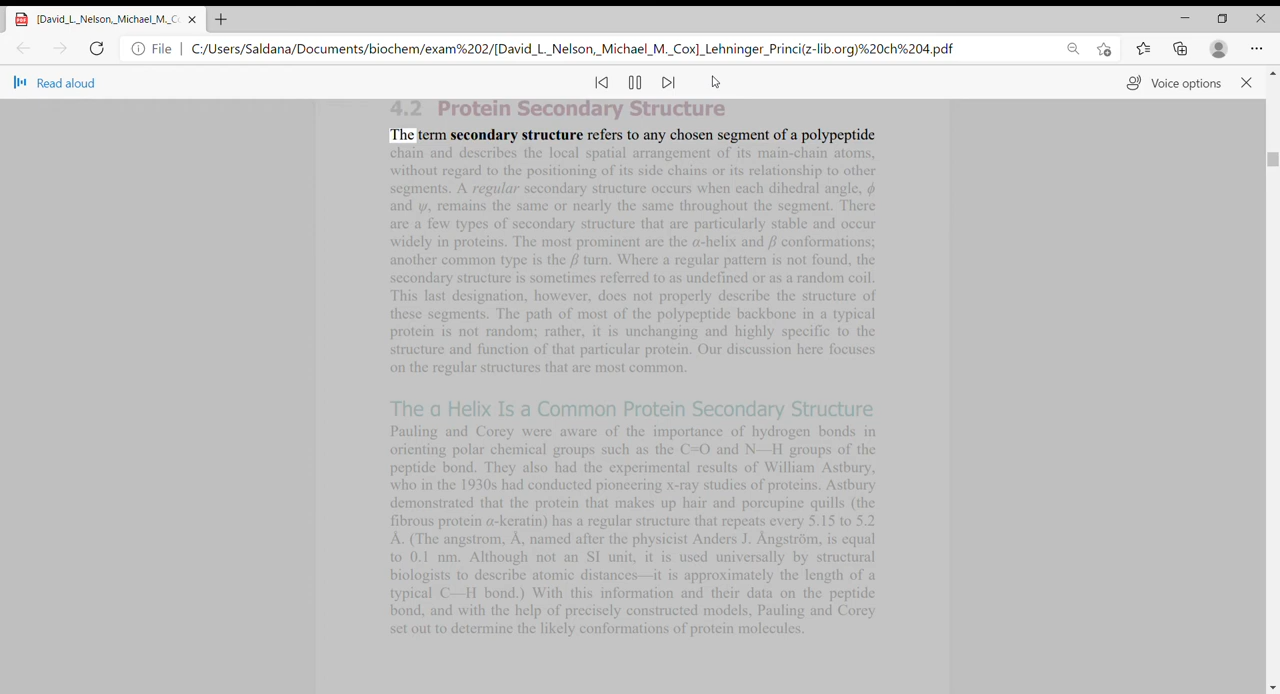 [David_L._Nelson,_Michael_M._C
File
C:/Users/Saldana/Documents/biochem/exam%202/[David_L._Nelson,_Michael_M._Cox]_Lehninger_Princi(z-lib.org)%20ch%204.pdf
Read aloud
Voice options
4.2 Protein Secondary Structure
The term secondary structure refers to any chosen segment of a polypeptide
chain and describes the local spatial arrangement of its main-chain atoms,
without regard to the positioning of its side chains or its relationship to other
segments. A regular secondary structure occurs when each dihedral angle, ϕ
and ψ, remains the same or nearly the same throughout the segment. There
are a few types of secondary structure that are particularly stable and occur
widely in proteins. The most prominent are the α-helix and β conformations;
another common type is the β turn. Where a regular pattern is not found, the
secondary structure is sometimes referred to as undefined or as a random coil.
This last designation, however, does not properly describe the structure of
these segments. The path of most of the polypeptide backbone in a typical
protein is not random; rather, it is unchanging and highly specific to the
structure and function of that particular protein. Our discussion here focuses
on the regular structures that are most common.
The α Helix Is a Common Protein Secondary Structure
Pauling and Corey were aware of the importance of hydrogen bonds in
orienting polar chemical groups such as the C=O and N—H groups of the
peptide bond. They also had the experimental results of William Astbury,
who in the 1930s had conducted pioneering x-ray studies of proteins. Astbury
demonstrated that the protein that makes up hair and porcupine quills (the
fibrous protein α-keratin) has a regular structure that repeats every 5.15 to 5.2
Å. (The angstrom, Å, named after the physicist Anders J. Ångström, is equal
to 0.1 nm. Although not an SI unit, it is used universally by structural
biologists to describe atomic distances—it is approximately the length of a
typical C—H bond.) With this information and their data on the peptide
bond, and with the help of precisely constructed models, Pauling and Corey
set out to determine the likely conformations of protein molecules.